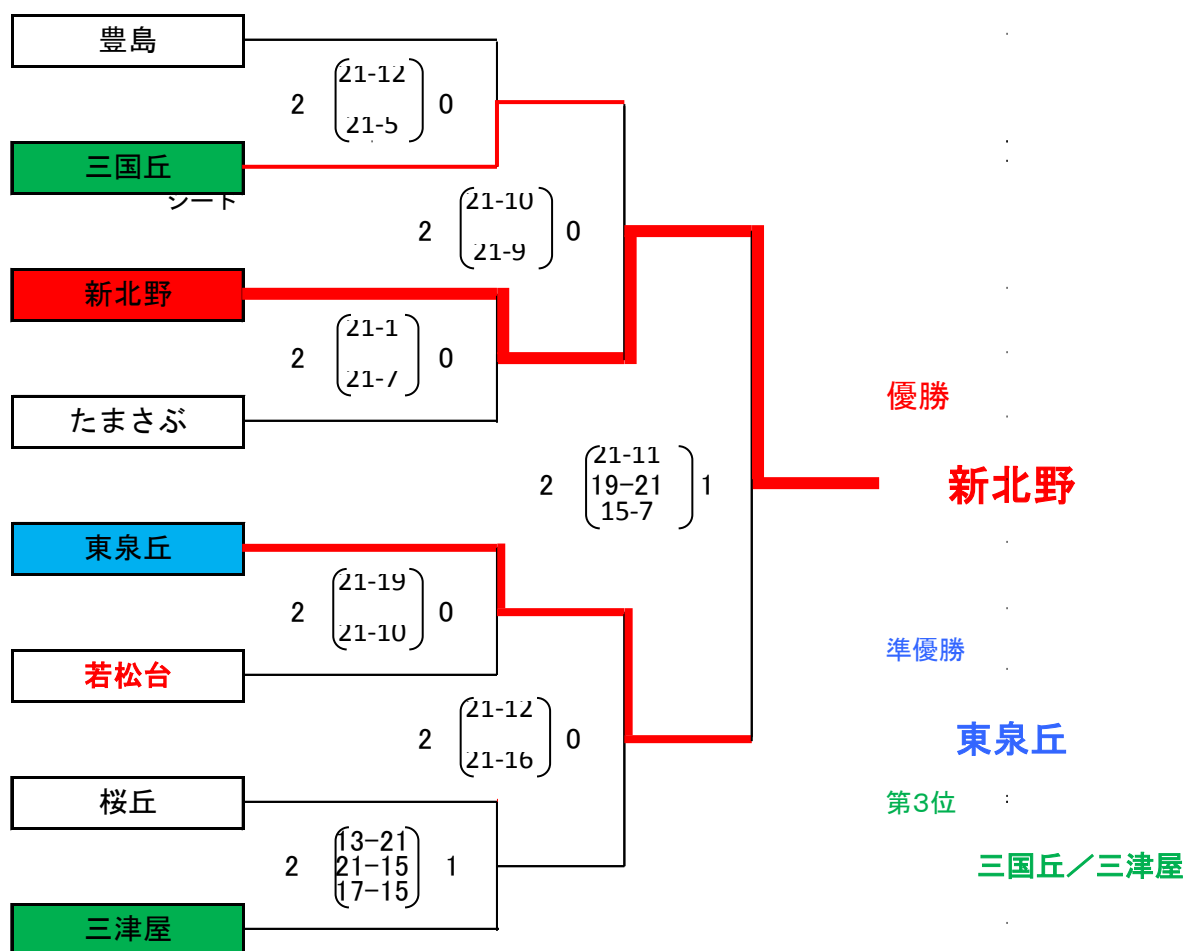 豊島
21-12
2 0
21-5
三国丘
シート
21-10
2 0
21-9
新北野
21-1
2 0
21-7
たまさぶ
優勝
21-11
2 19-21 1
15-7
新北野
東泉丘
21-19
2 0
21-10
準優勝
若松台
21-12
2 0
21-16
東泉丘
桜丘
第3位
13-21
2 21-15 1
17-15
三国丘／三津屋
三津屋